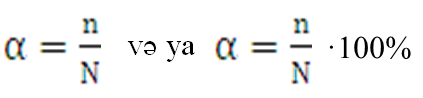 α = n/N və ya α = n/N ·100%